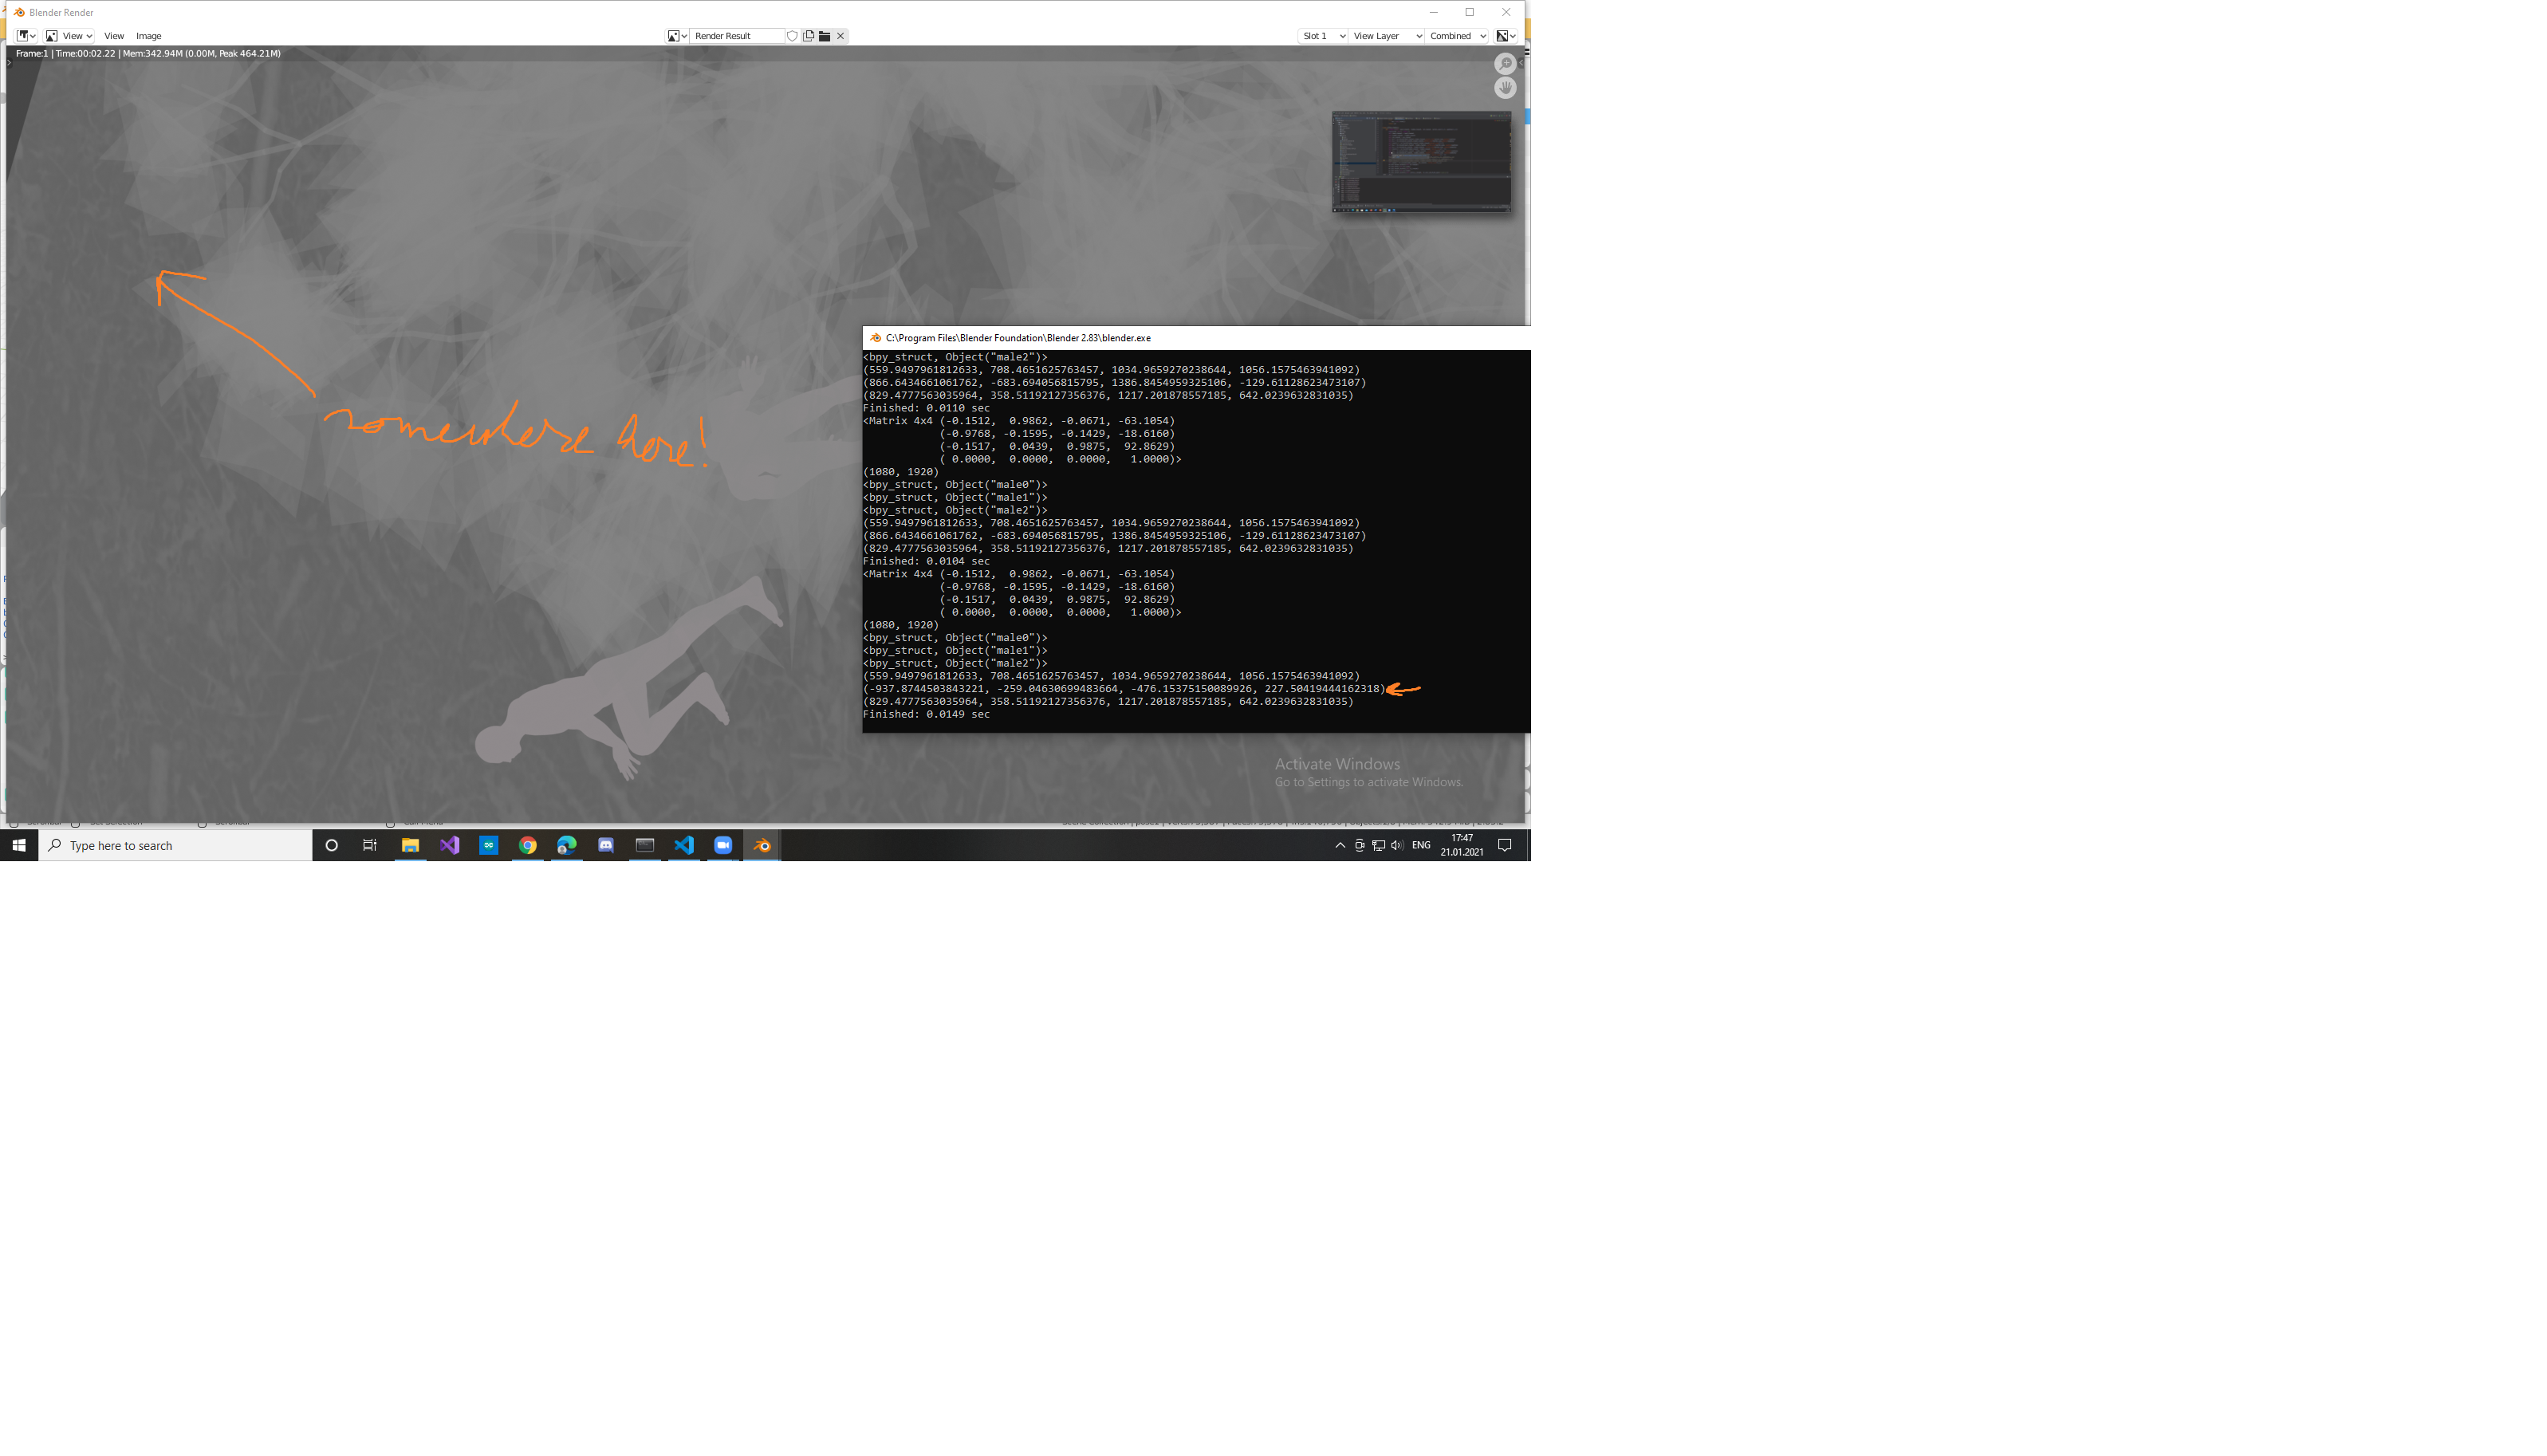 Blender Render
View View Image Render Result Slot 1 View Layer Combined
Frame:1 | Time:00:02.22 | Mem:342.94M (0.00M, Peak 464.21M)
somewhere here!
C:\Program Files\Blender Foundation\Blender 2.83\blender.exe
<bpy_struct, Object("male2")>
(559.9497961812633, 708.4651625763457, 1034.9659270238644, 1056.1575463941092)
(866.6434661061762, -683.694056815795, 1386.8454959325106, -129.61128623473107)
(829.4777563035964, 358.51192127356376, 1217.201878557185, 642.0239632831035)
Finished: 0.0110 sec
<Matrix 4x4 (-0.1512, 0.9862, -0.0671, -63.1054)
(-0.9768, -0.1595, -0.1429, -18.6160)
(-0.1517, 0.0439, 0.9875, 92.8629)
( 0.0000, 0.0000, 0.0000, 1.0000)>
(1080, 1920)
<bpy_struct, Object("male0")>
<bpy_struct, Object("male1")>
<bpy_struct, Object("male2")>
(559.9497961812633, 708.4651625763457, 1034.9659270238644, 1056.1575463941092)
(866.6434661061762, -683.694056815795, 1386.8454959325106, -129.61128623473107)
(829.4777563035964, 358.51192127356376, 1217.201878557185, 642.0239632831035)
Finished: 0.0104 sec
<Matrix 4x4 (-0.1512, 0.9862, -0.0671, -63.1054)
(-0.9768, -0.1595, -0.1429, -18.6160)
(-0.1517, 0.0439, 0.9875, 92.8629)
( 0.0000, 0.0000, 0.0000, 1.0000)>
(1080, 1920)
<bpy_struct, Object("male0")>
<bpy_struct, Object("male1")>
<bpy_struct, Object("male2")>
(559.9497961812633, 708.4651625763457, 1034.9659270238644, 1056.1575463941092)
(-937.8744503843221, -259.04630699483664, -476.15375150089926, 227.50419444162318)
(829.4777563035964, 358.51192127356376, 1217.201878557185, 642.0239632831035)
Finished: 0.0149 sec
Activate Windows
Go to Settings to activate Windows.
Type here to search
ENG
17:47
21.01.2021